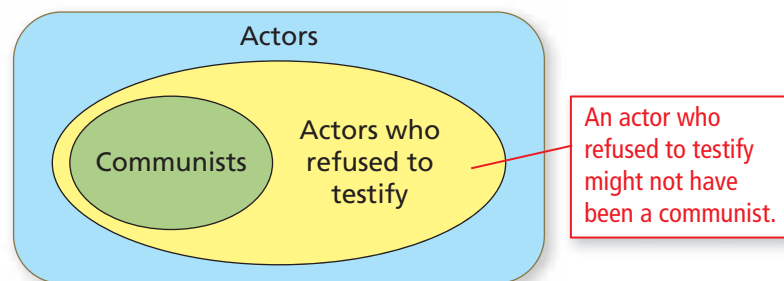 Actors
Communists
Actors who
refused to
testify
An actor who
refused to testify
might not have
been a communist.